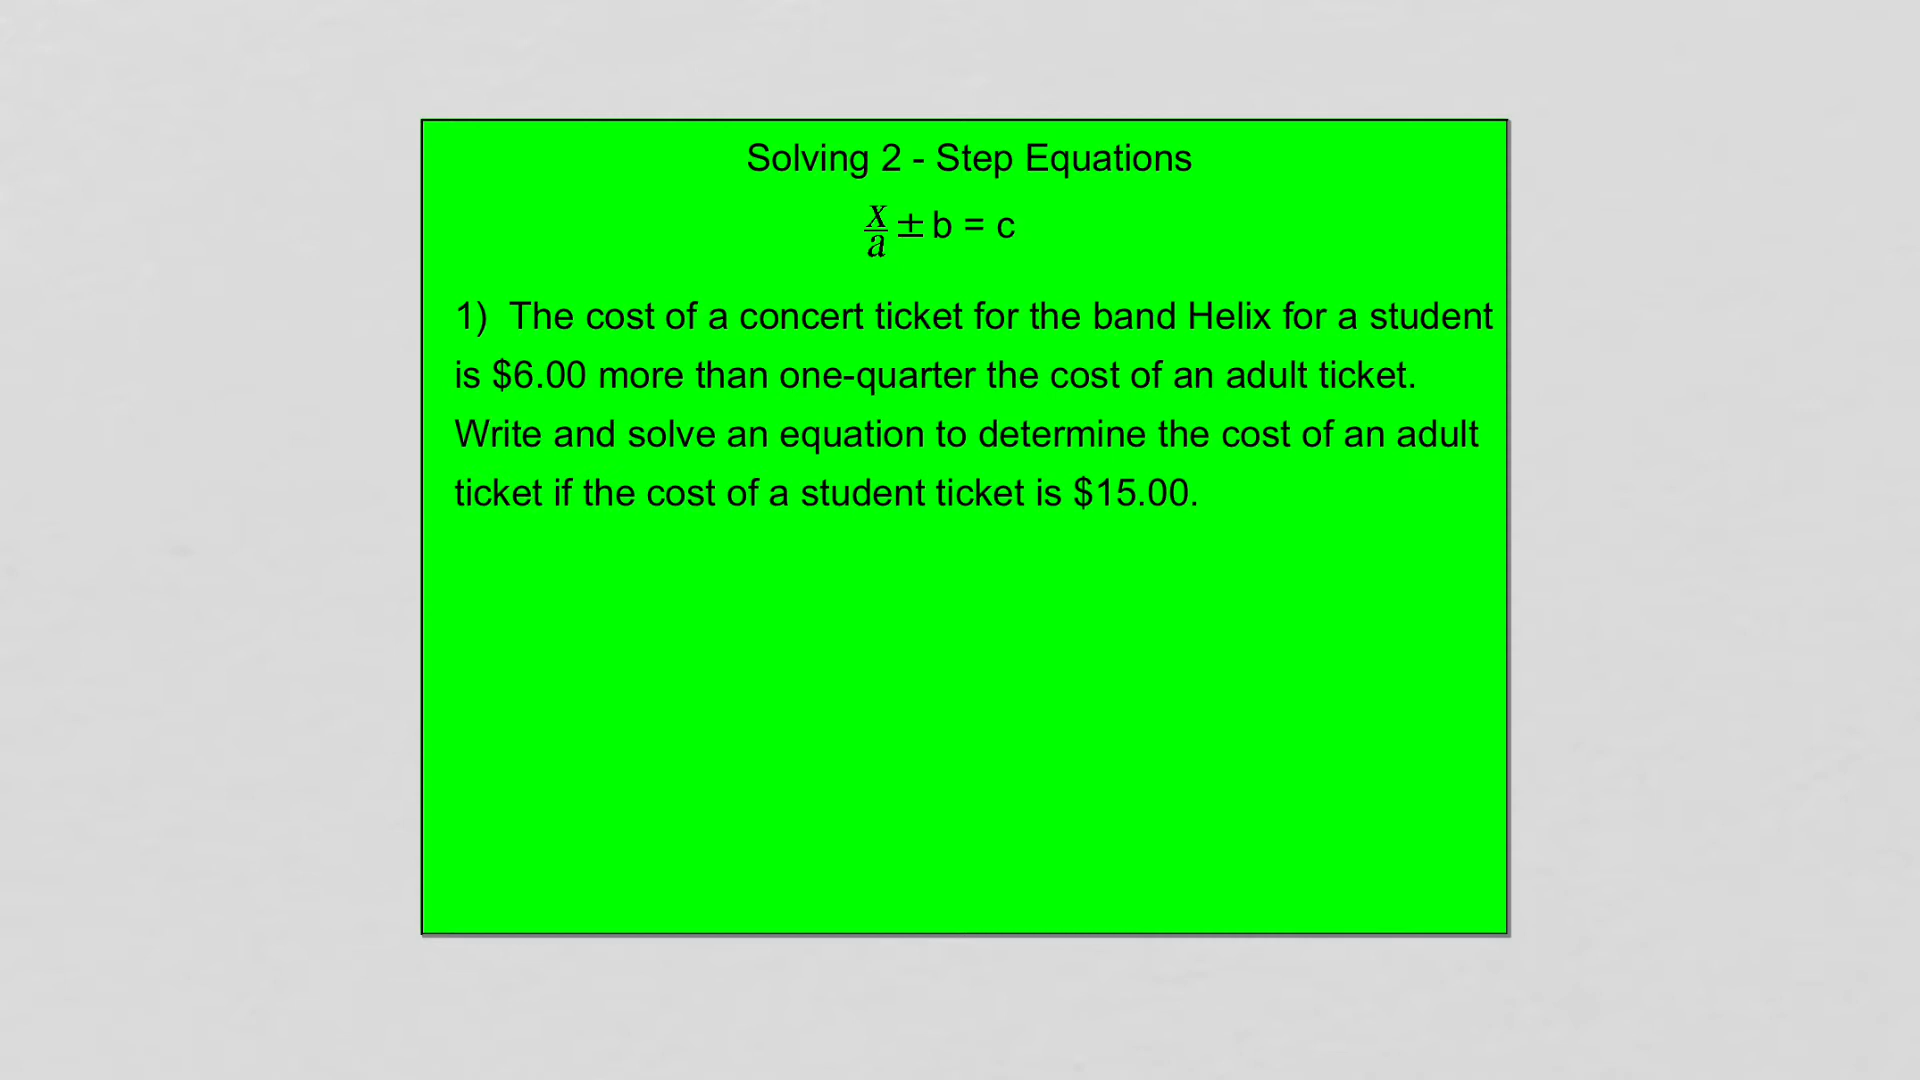 Solving 2 - Step Equations
x/a ± b = c
1) The cost of a concert ticket for the band Helix for a student
is $6.00 more than one-quarter the cost of an adult ticket.
Write and solve an equation to determine the cost of an adult
ticket if the cost of a student ticket is $15.00.